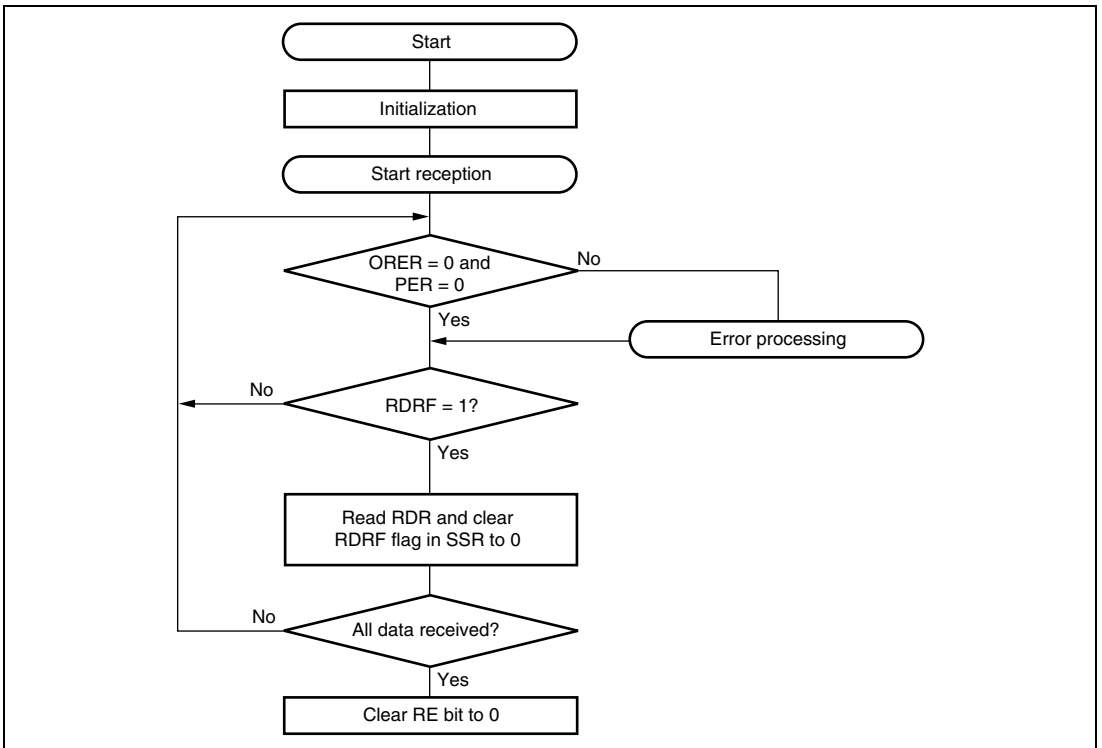 Start
Initialization
Start reception
ORER = 0 and
PER = 0
No
Yes
Error processing
No
RDRF = 1?
Yes
Read RDR and clear
RDRF flag in SSR to 0
No
All data received?
Yes
Clear RE bit to 0